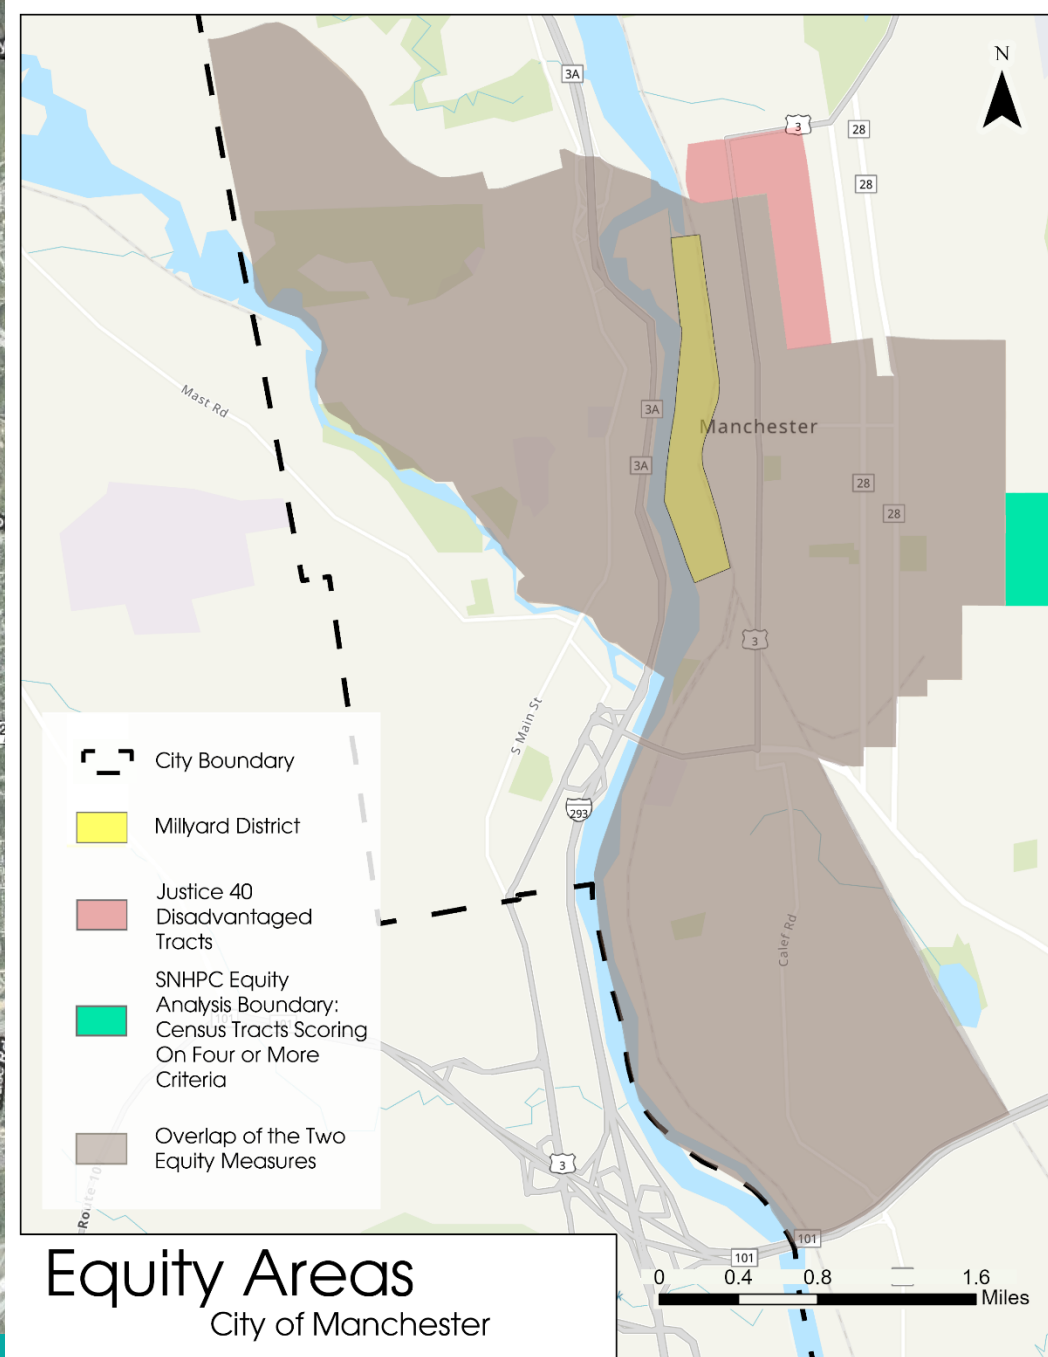 N
3A
3
28
28
Mast Rd
3A
Manchester
3A
28
28
3
S Main St
293
Calef Rd
City Boundary
Millyard District
Justice 40
Disadvantaged
Tracts
SNHPC Equity
Analysis Boundary:
Census Tracts Scoring
On Four or More
Criteria
101
Overlap of the Two
Equity Measures
3
Route 10
101
101
Equity Areas
City of Manchester
0 0.4 0.8 1.6
Miles